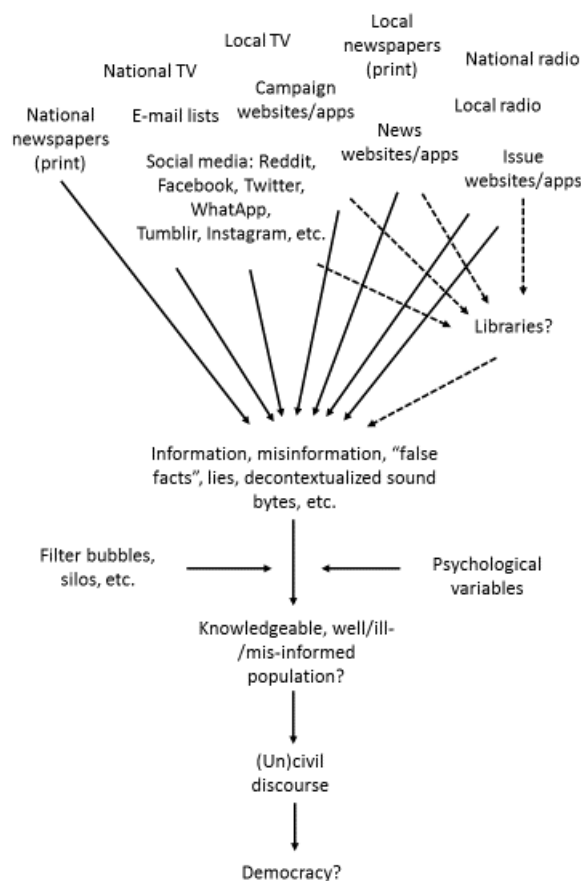 Local TV
Local
newspapers
(print)
National radio
National TV
Campaign
websites/apps
Local radio
National
newspapers
(print)
E-mail lists
News
websites/apps
Social media: Reddit,
Facebook, Twitter,
WhatApp,
Tumblir, Instagram, etc.
Issue
websites/apps
Libraries?
Information, misinformation, “false
facts”, lies, decontextualized sound
bytes, etc.
Filter bubbles,
silos, etc.
Psychological
variables
Knowledgeable, well/ill-
/mis-informed
population?
(Un)civil
discourse
Democracy?